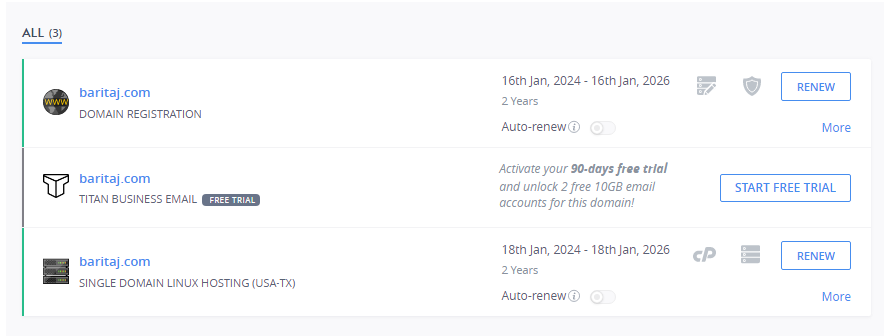 ALL (3)
WWW
baritaj.com
DOMAIN REGISTRATION
16th Jan, 2024 - 16th Jan, 2026
2 Years
Auto-renew i
RENEW
More
baritaj.com
TITAN BUSINESS EMAIL FREE TRIAL
Activate your 90-days free trial
and unlock 2 free 10GB email
accounts for this domain!
START FREE TRIAL
baritaj.com
SINGLE DOMAIN LINUX HOSTING (USA-TX)
18th Jan, 2024 - 18th Jan, 2026
2 Years
Auto-renew i
cP
RENEW
More